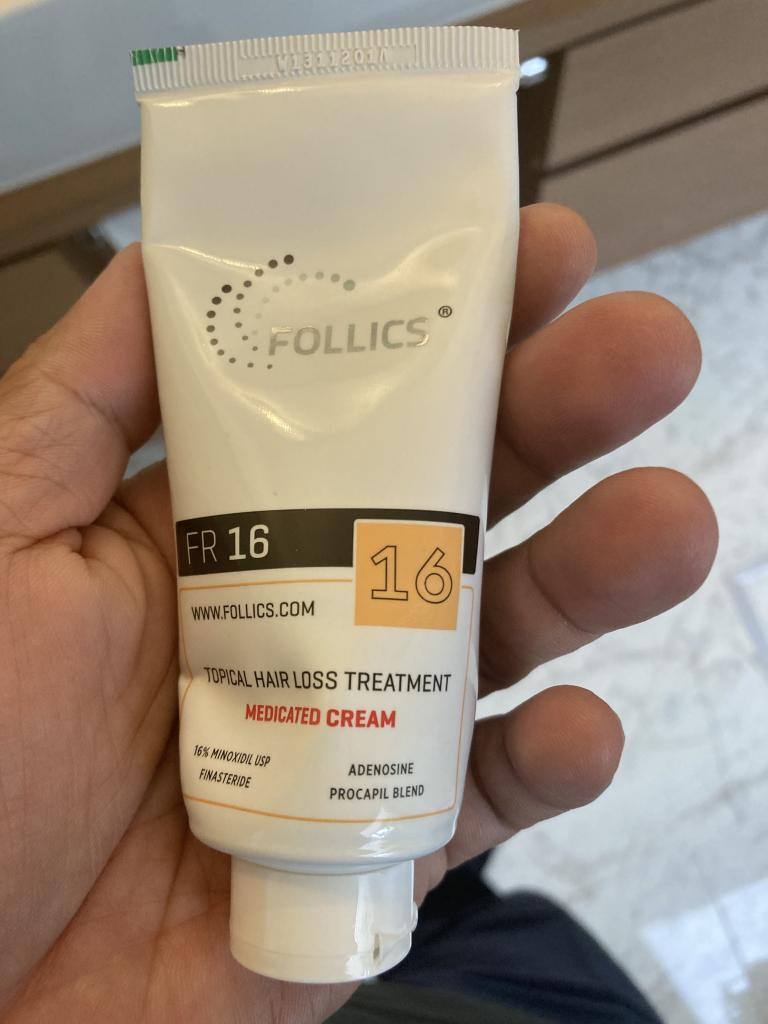 FOLLICS®
FR 16
16
WWW.FOLLICS.COM
TOPICAL HAIR LOSS TREATMENT
MEDICATED CREAM
16% MINOXIDIL USP
FINASTERIDE
ADENOSINE
PROCAPIL BLEND